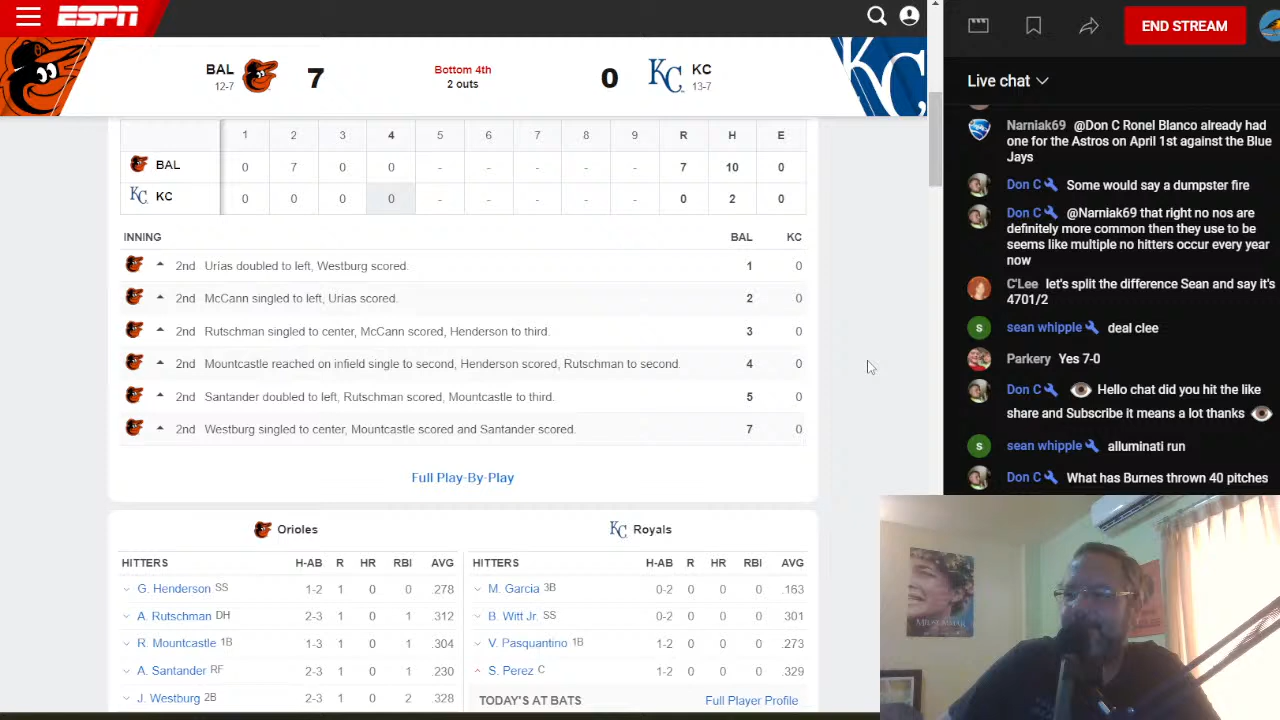 ESPN
END STREAM
BAL
12-7
7
Bottom 4th
2 outs
0
KC
13-7
Live chat
1 2 3 4 5 6 7 8 9 R H E
BAL 0 7 0 0 - - - - - 7 10 0
KC 0 0 0 0 - - - - - 0 2 0
INNING BAL KC
2nd Urías doubled to left, Westburg scored. 1 0
2nd McCann singled to left, Urías scored. 2 0
2nd Rutschman singled to center, McCann scored, Henderson to third. 3 0
2nd Mountcastle reached on infield single to second, Henderson scored, Rutschman to second. 4 0
2nd Santander doubled to left, Rutschman scored, Mountcastle to third. 5 0
2nd Westburg singled to center, Mountcastle scored and Santander scored. 7 0
Full Play-By-Play
Orioles
HITTERS H-AB R HR RBI AVG
G. Henderson SS 1-2 1 0 0 .278
A. Rutschman DH 2-3 1 0 1 .312
R. Mountcastle 1B 1-3 1 0 1 .304
A. Santander RF 2-3 1 0 1 .230
J. Westburg 2B 2-3 1 0 2 .328
Royals
HITTERS H-AB R HR RBI AVG
M. Garcia 3B 0-2 0 0 0 .163
B. Witt Jr. SS 0-2 0 0 0 .301
V. Pasquantino 1B 1-2 0 0 0 .273
S. Perez C 1-2 0 0 0 .329
TODAY'S AT BATS Full Player Profile
Narniak69 @Don C Ronel Blanco already had
one for the Astros on April 1st against the Blue
Jays
Don C Some would say a dumpster fire
Don C @Narniak69 that right no nos are
definitely more common then they use to be
seems like multiple no hitters occur every year
now
C'Lee let's split the difference Sean and say it's
4701/2
s
sean whipple deal clee
Parkery Yes 7-0
Don C Hello chat did you hit the like
share and Subscribe it means a lot thanks
s
sean whipple alluminati run
Don C What has Burnes thrown 40 pitches
MIDSOMMAR